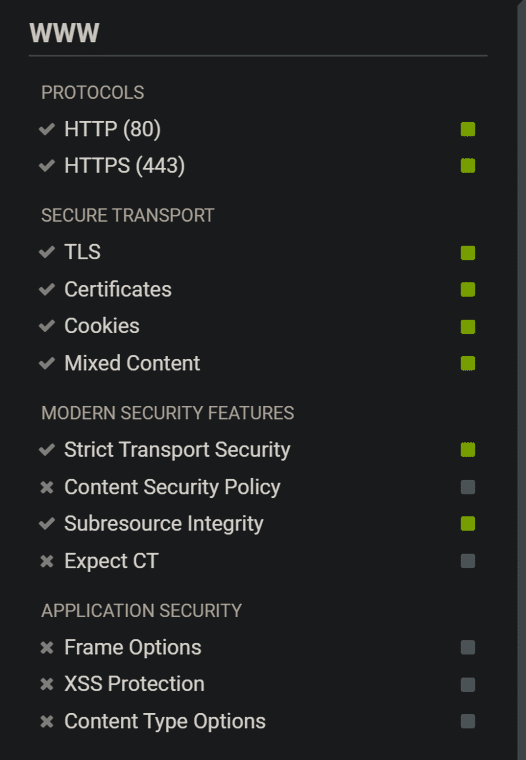 WWW
PROTOCOLS
HTTP (80)
HTTPS (443)
SECURE TRANSPORT
TLS
Certificates
Cookies
Mixed Content
MODERN SECURITY FEATURES
Strict Transport Security
Content Security Policy
Subresource Integrity
Expect CT
APPLICATION SECURITY
Frame Options
XSS Protection
Content Type Options